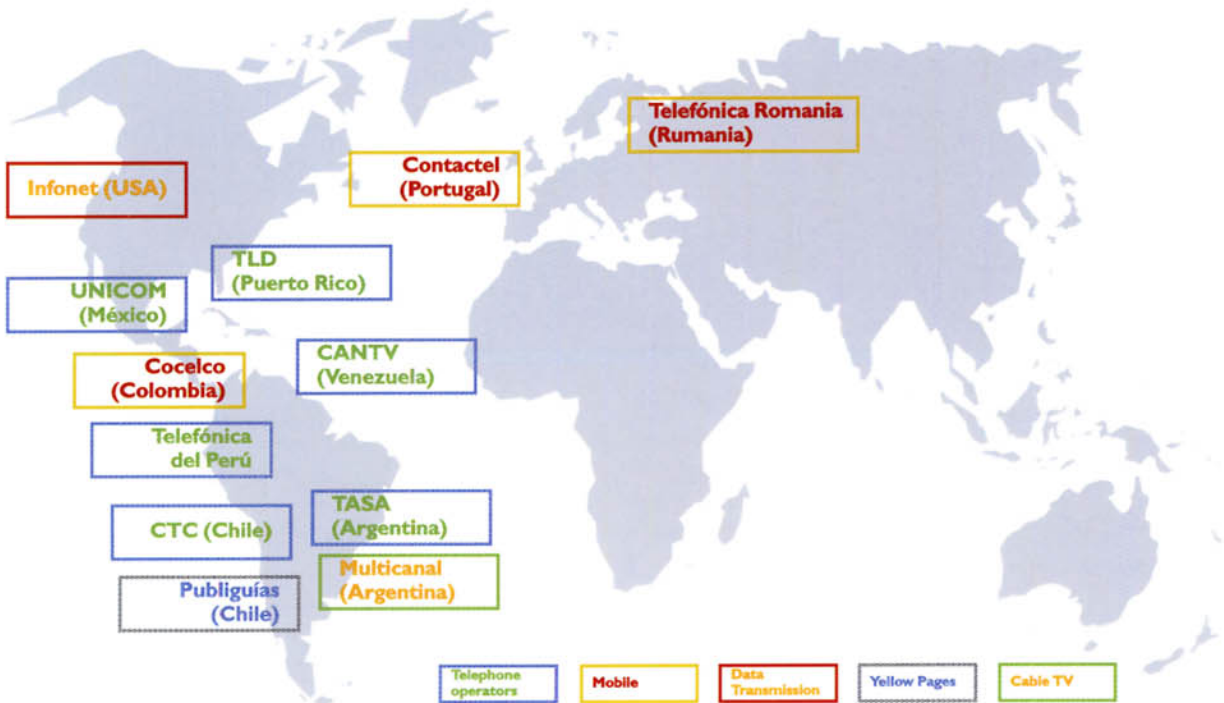 Telefónica Romania
(Rumania)
Contactel
(Portugal)
Infonet (USA)
TLD
(Puerto Rico)
UNICOM
(México)
CANTV
(Venezuela)
Cocelco
(Colombia)
Telefónica
del Perú
TASA
(Argentina)
CTC (Chile)
Multicanal
(Argentina)
Publiguías
(Chile)
Telephone
operators
Mobile
Data
Transmission
Yellow Pages
Cable TV